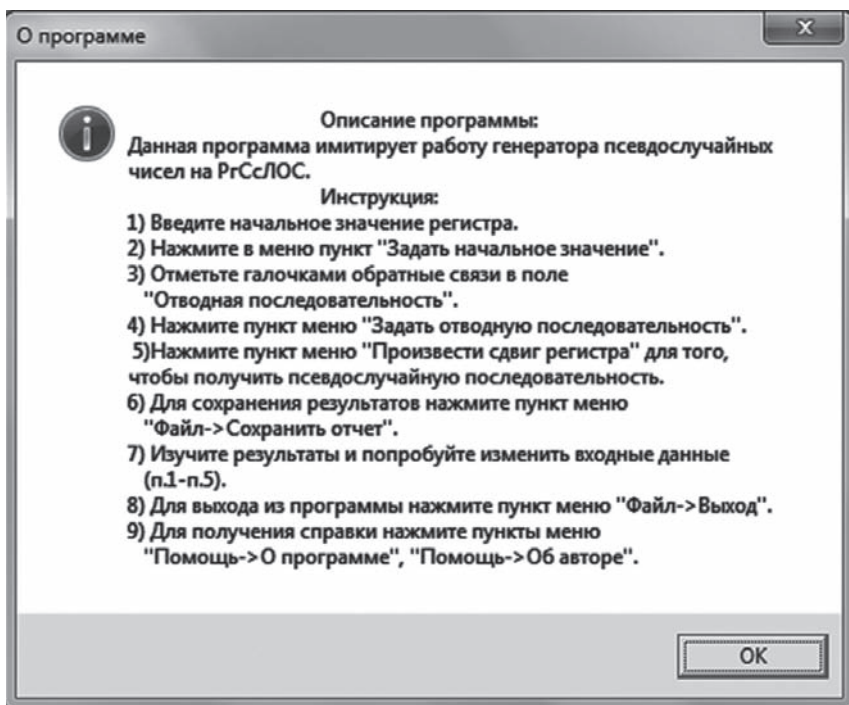 О программе
Описание программы:
Данная программа имитирует работу генератора псевдослучайных
чисел на РгСсЛОС.
Инструкция:
1) Введите начальное значение регистра.
2) Нажмите в меню пункт "Задать начальное значение".
3) Отметьте галочками обратные связи в поле
"Отводная последовательность".
4) Нажмите пункт меню "Задать отводную последовательность".
5)Нажмите пункт меню "Произвести сдвиг регистра" для того,
чтобы получить псевдослучайную последовательность.
6) Для сохранения результатов нажмите пункт меню
"Файл->Сохранить отчет".
7) Изучите результаты и попробуйте изменить входные данные
(п.1-п.5).
8) Для выхода из программы нажмите пункт меню "Файл->Выход".
9) Для получения справки нажмите пункты меню
"Помощь->О программе", "Помощь->Об авторе".
OK